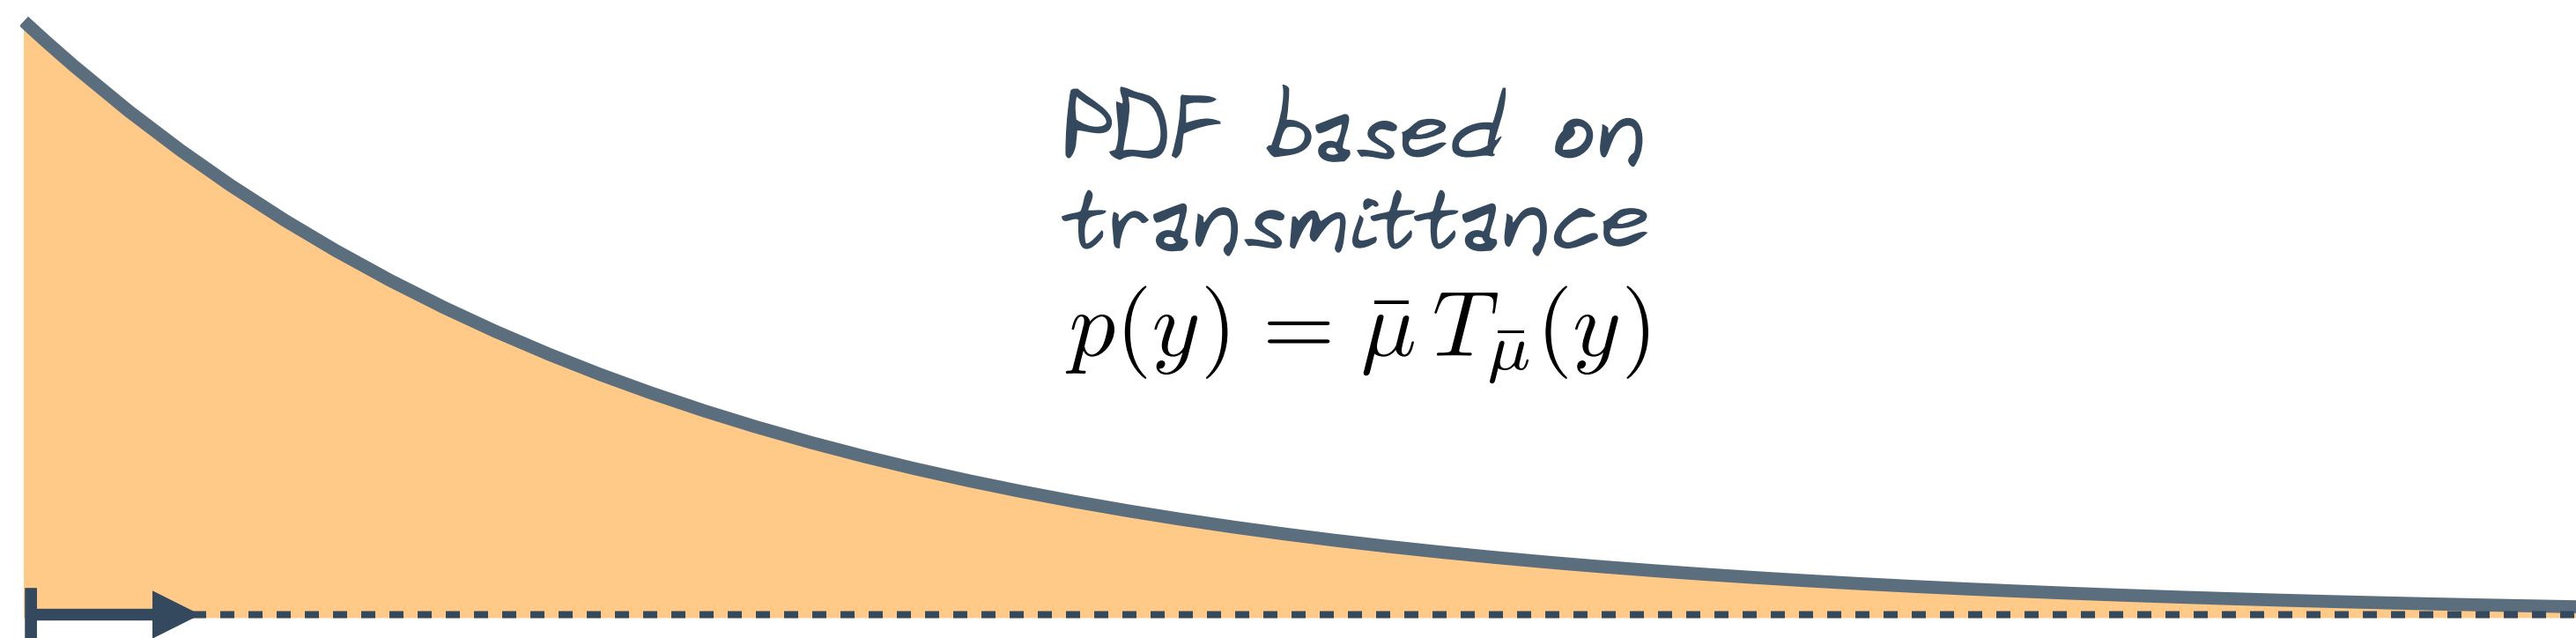 PDF based on
transmittance
p(y) = μ̄ T_μ̄(y)